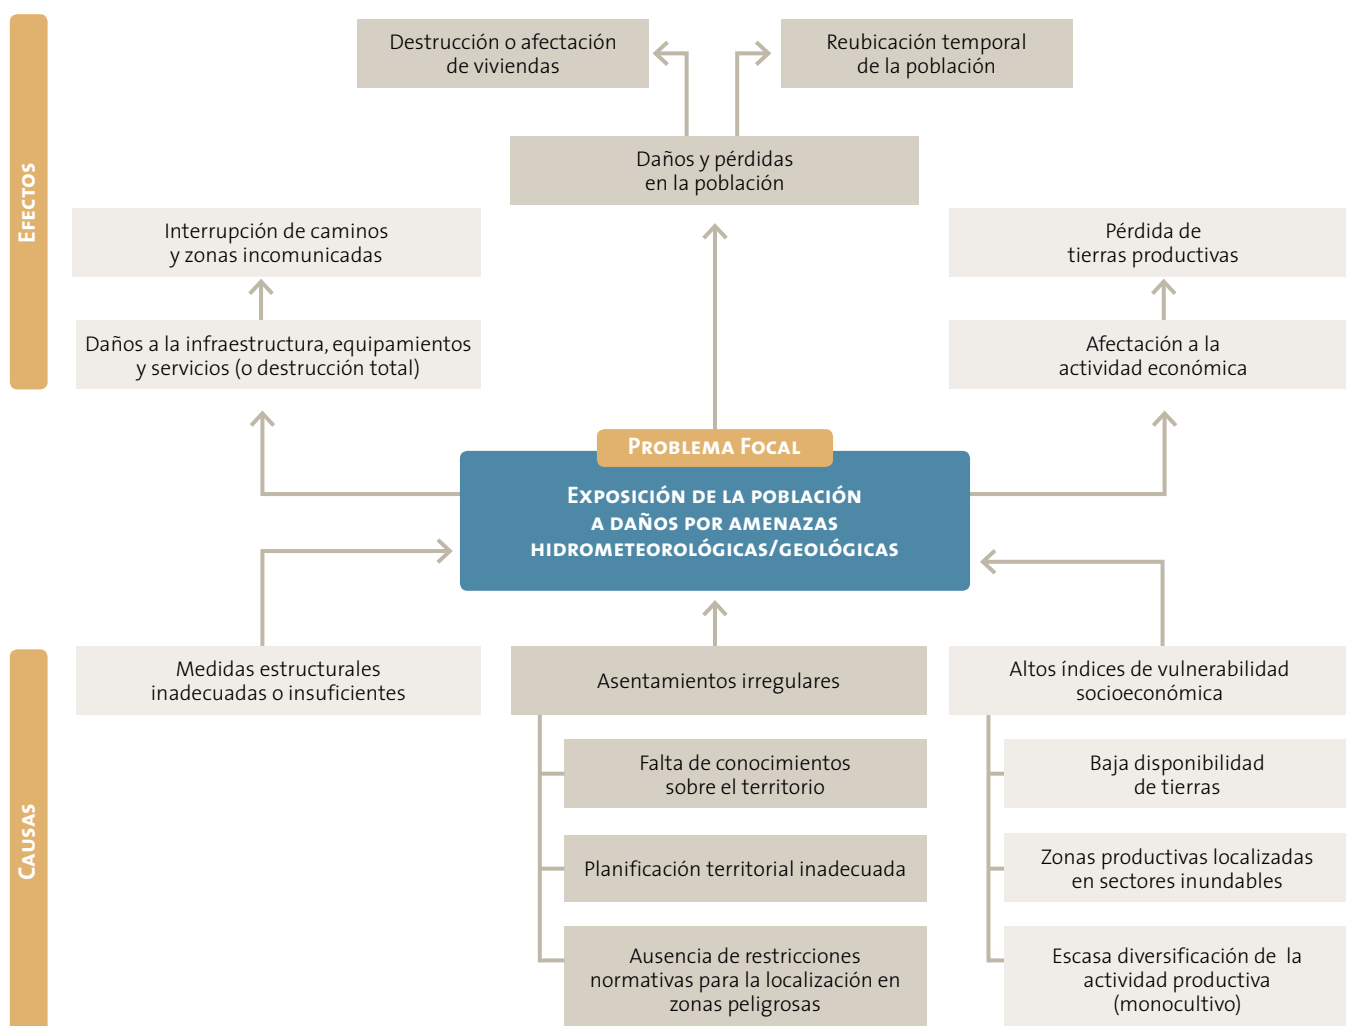 EFECTOS
Destrucción o afectación
de viviendas
Reubicación temporal
de la población
Daños y pérdidas
en la población
Interrupción de caminos
y zonas incomunicadas
Pérdida de
tierras productivas
Daños a la infraestructura, equipamientos
y servicios (o destrucción total)
Afectación a la
actividad económica
PROBLEMA FOCAL
EXPOSICIÓN DE LA POBLACIÓN
A DAÑOS POR AMENAZAS
HIDROMETEOROLÓGICAS/GEOLÓGICAS
CAUSAS
Medidas estructurales
inadecuadas o insuficientes
Asentamientos irregulares
Altos índices de vulnerabilidad
socioeconómica
Falta de conocimientos
sobre el territorio
Baja disponibilidad
de tierras
Planificación territorial inadecuada
Zonas productivas localizadas
en sectores inundables
Ausencia de restricciones
normativas para la localización en
zonas peligrosas
Escasa diversificación de la
actividad productiva
(monocultivo)